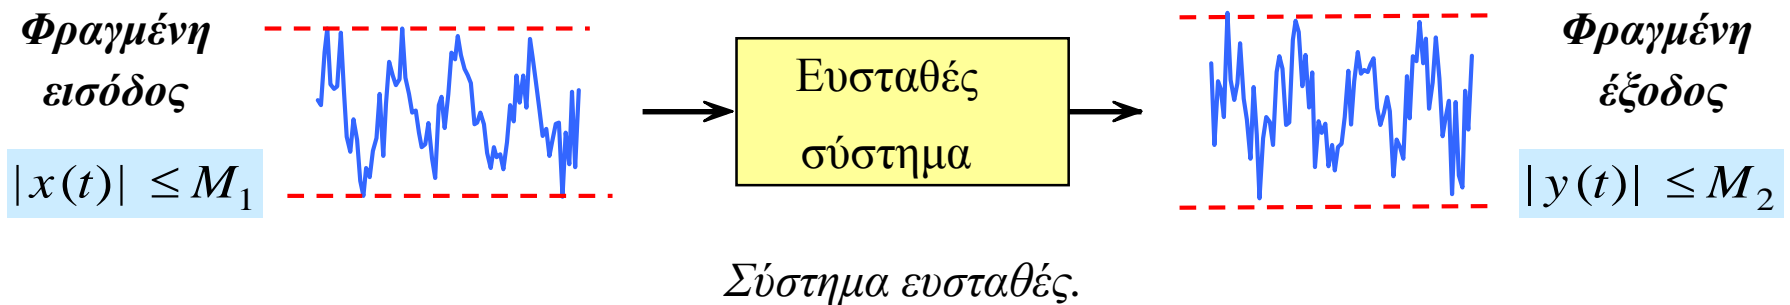 Φραγμένη
εισόδος
|x(t)| ≤ M₁
Ευσταθές
σύστημα
Φραγμένη
έξοδος
|y(t)| ≤ M₂
Σύστημα ευσταθές.